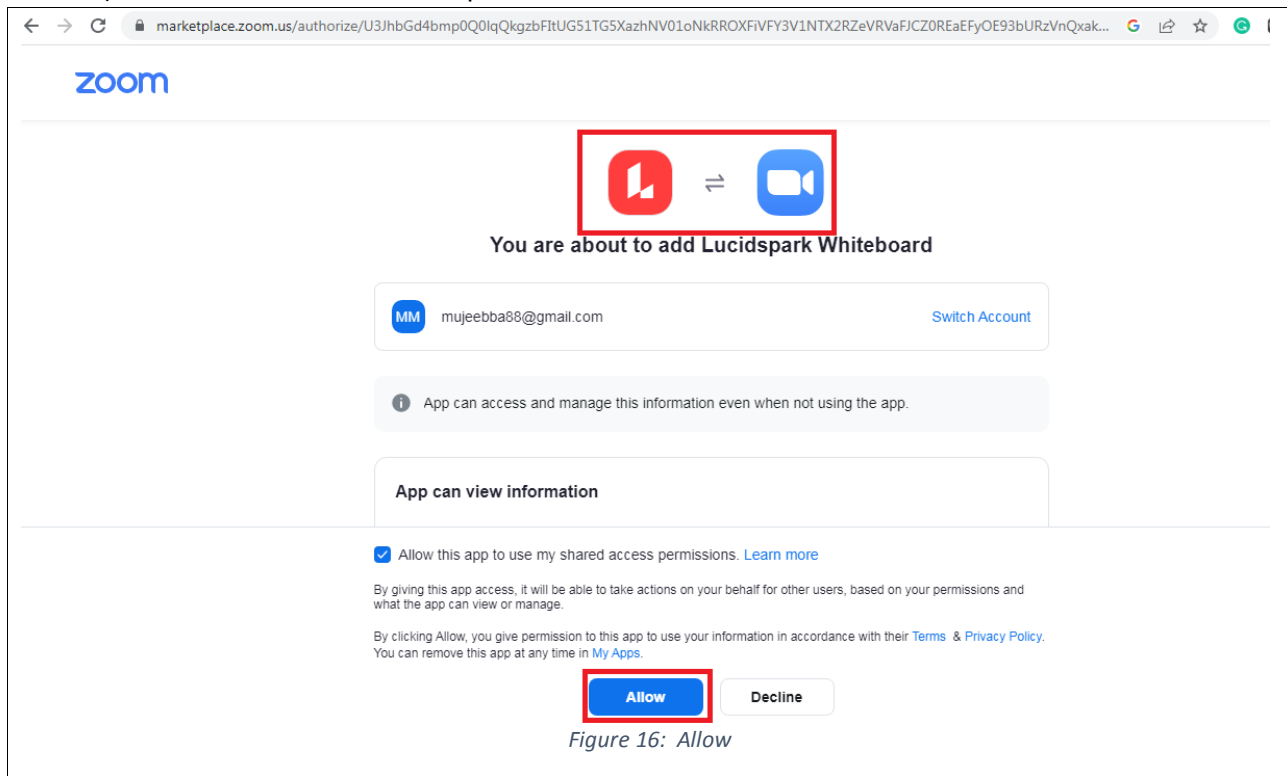 marketplace.zoom.us/authorize/U3JhbGd4bmp0Q0lqQkgzbFItUG51TG5XazhNV01oNkRROXFiVFY3V1NTX2RZeVRVaFJCZ0REaEFyOE93bURzVnQxak...
zoom
You are about to add Lucidspark Whiteboard
MM mujeebba88@gmail.com Switch Account
App can access and manage this information even when not using the app.
App can view information
Allow this app to use my shared access permissions. Learn more
By giving this app access, it will be able to take actions on your behalf for other users, based on your permissions and
what the app can view or manage.
By clicking Allow, you give permission to this app to use your information in accordance with their Terms & Privacy Policy.
You can remove this app at any time in My Apps.
Allow Decline
Figure 16: Allow